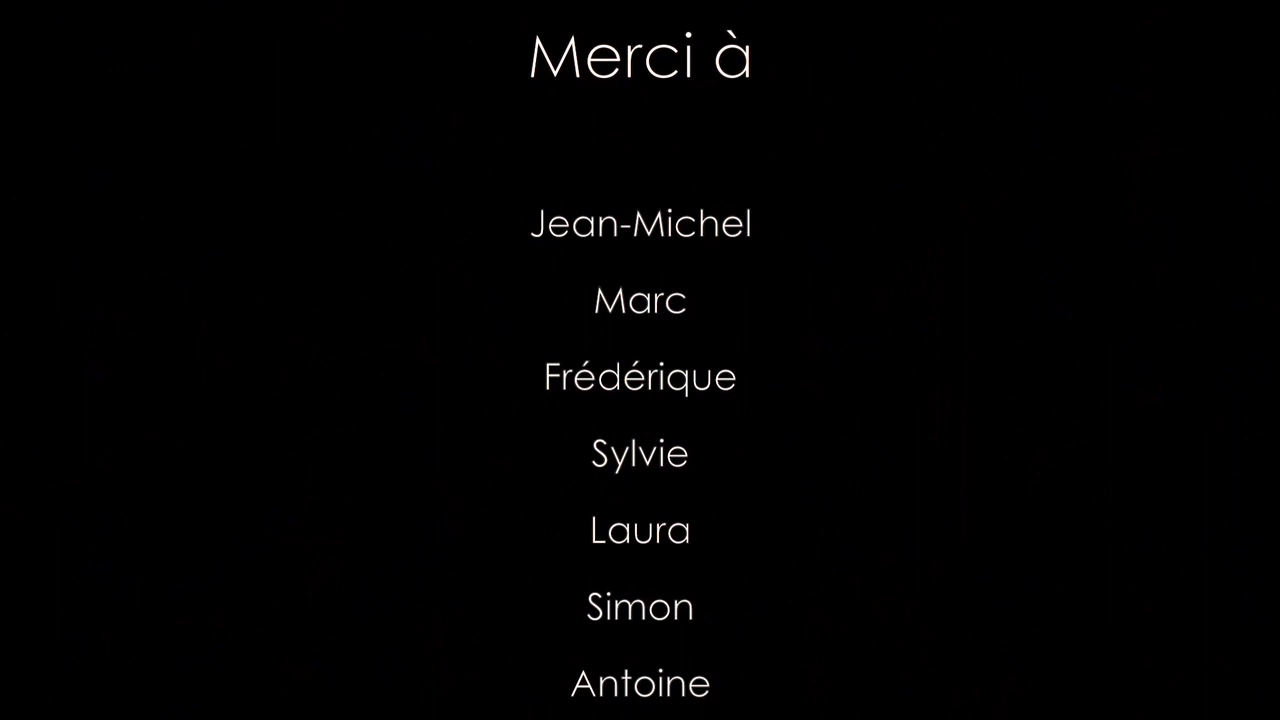 Merci à
Jean-Michel
Marc
Frédérique
Sylvie
Laura
Simon
Antoine